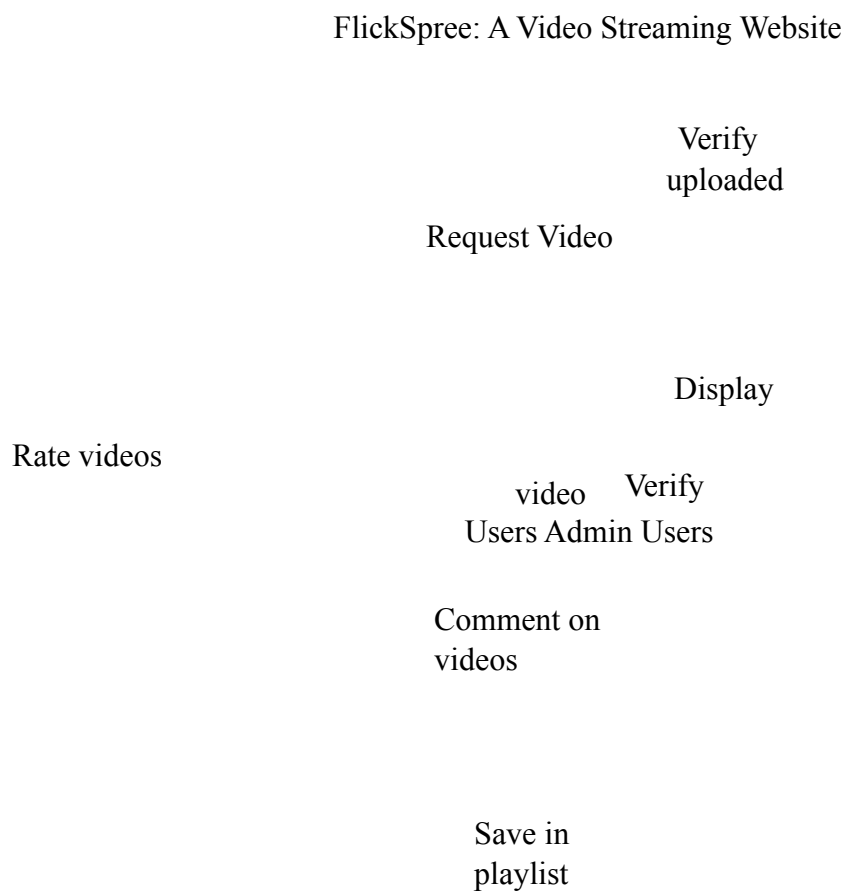 FlickSpree: A Video Streaming Website
Verify
uploaded
Request Video
Display
Rate videos
video Verify
Users Admin Users
Comment on
videos
Save in
playlist